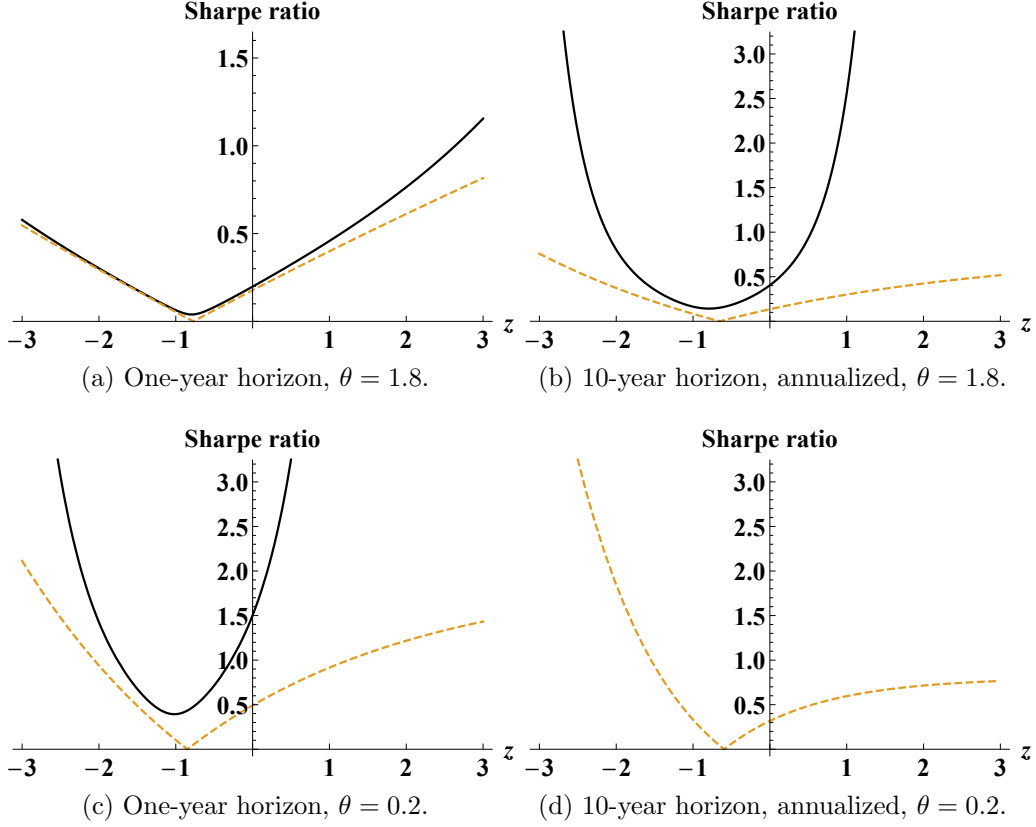 Sharpe ratio
1.5
1.0
0.5
−3 −2 −1 1 2 3 z
(a) One-year horizon, θ = 1.8.
Sharpe ratio
3.0
2.5
2.0
1.5
1.0
0.5
−3 −2 −1 1 2 3 z
(b) 10-year horizon, annualized, θ = 1.8.
Sharpe ratio
3.0
2.5
2.0
1.5
1.0
0.5
−3 −2 −1 1 2 3 z
(c) One-year horizon, θ = 0.2.
Sharpe ratio
3.0
2.5
2.0
1.5
1.0
0.5
−3 −2 −1 1 2 3 z
(d) 10-year horizon, annualized, θ = 0.2.